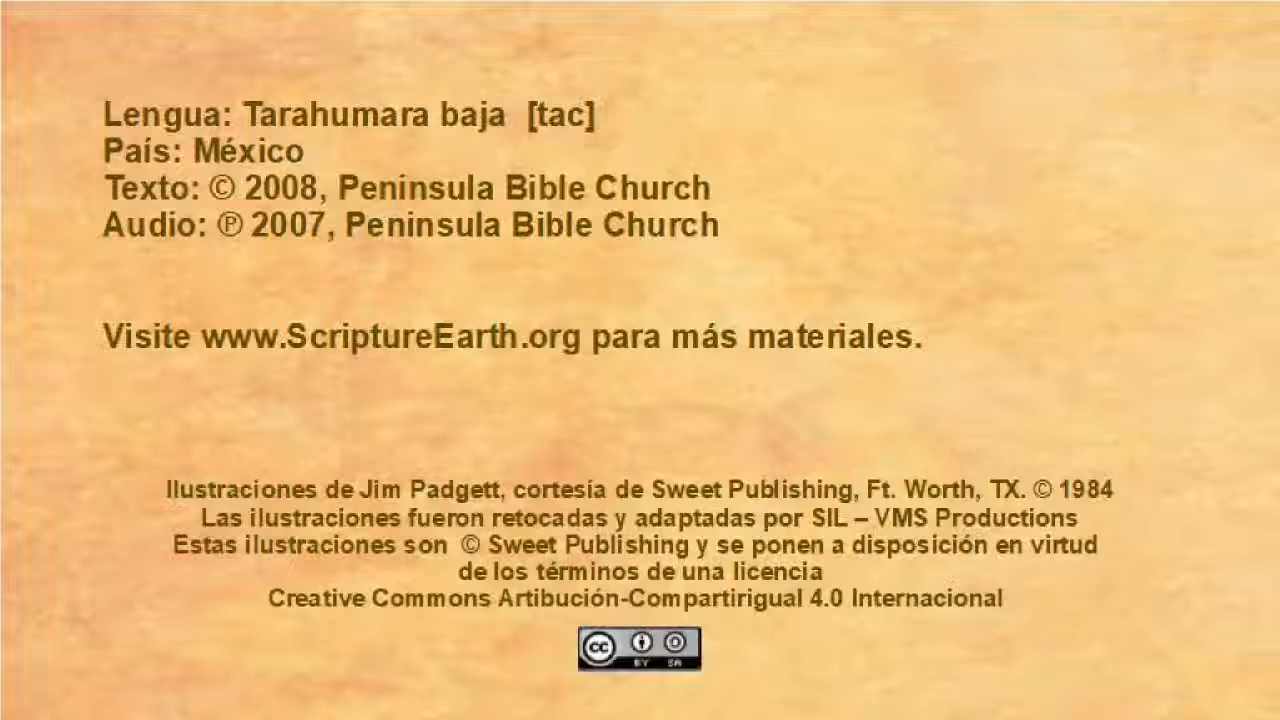 Lengua: Tarahumara baja [tac]
País: México
Texto: © 2008, Peninsula Bible Church
Audio: ℗ 2007, Peninsula Bible Church
Visite www.ScriptureEarth.org para más materiales.
Ilustraciones de Jim Padgett, cortesía de Sweet Publishing, Ft. Worth, TX. © 1984
Las ilustraciones fueron retocadas y adaptadas por SIL – VMS Productions
Estas ilustraciones son © Sweet Publishing y se ponen a disposición en virtud
de los términos de una licencia
Creative Commons Artibución-Compartirigual 4.0 Internacional
cc
BY SA